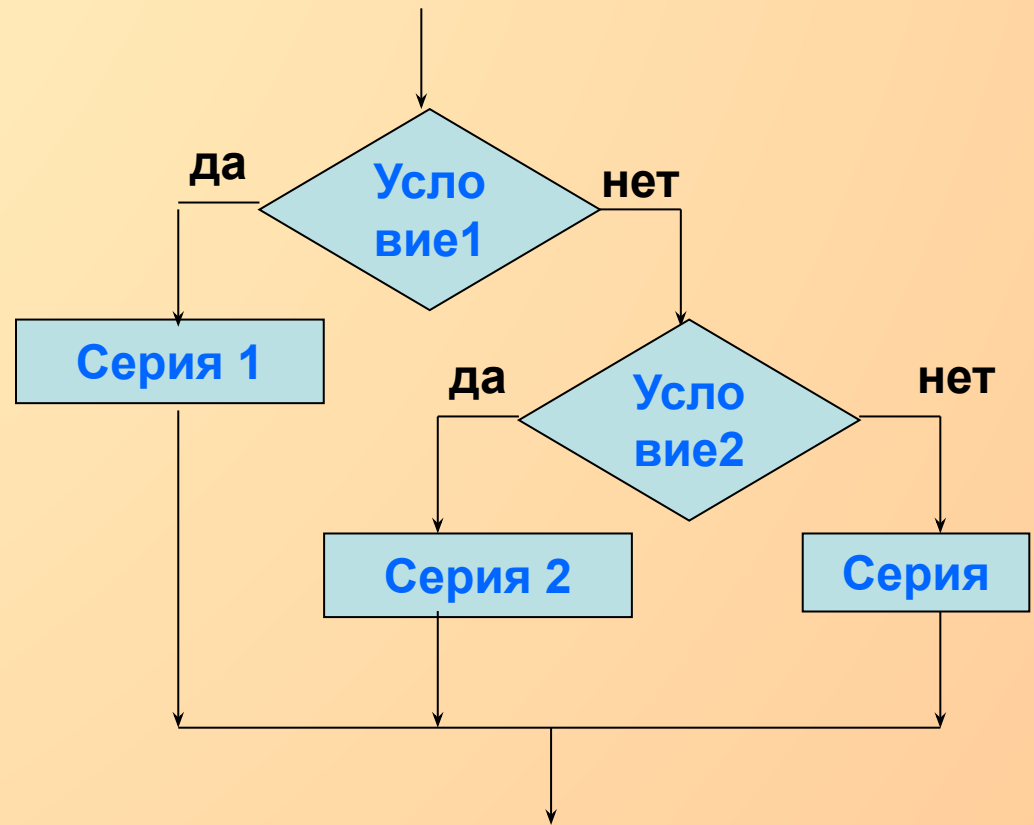 да
Усло
вие1
нет
Серия 1
да
Усло
вие2
нет
Серия 2
Серия